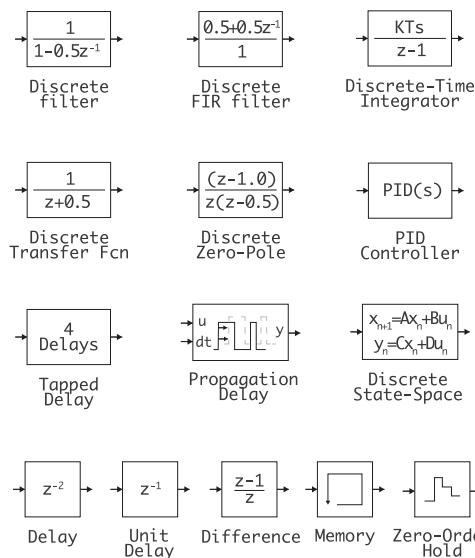 1
1-0.5z⁻¹
Discrete
filter
0.5+0.5z⁻¹
1
Discrete
FIR filter
KTs
z-1
Discrete-Time
Integrator
1
z+0.5
Discrete
Transfer Fcn
(z-1.0)
z(z-0.5)
Discrete
Zero-Pole
PID(s)
PID
Controller
4
Delays
Tapped
Delay
u
dt
y
Propagation
Delay
xₙ₊₁=Axₙ+Buₙ
yₙ=Cxₙ+Duₙ
Discrete
State-Space
z⁻²
Delay
z⁻¹
Unit
Delay
z-1
z
Difference
Memory
Zero-Orde
Hold